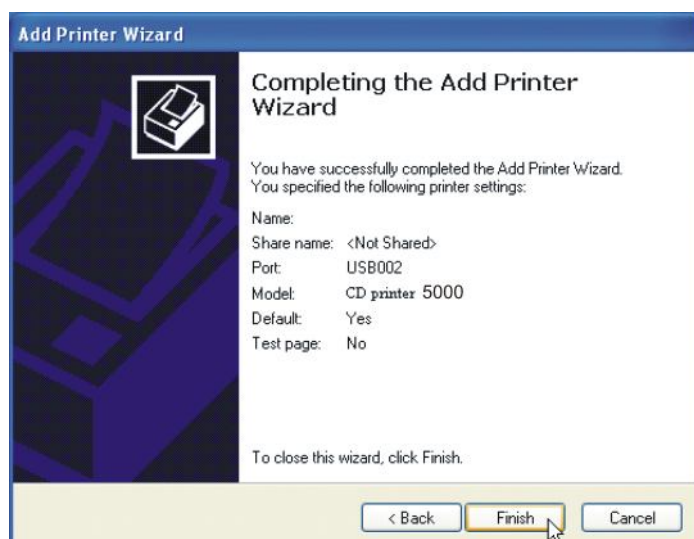 Add Printer Wizard
Completing the Add Printer
Wizard
You have successfully completed the Add Printer Wizard.
You specified the following printer settings:
Name:
Share name: <Not Shared>
Port: USB002
Model: CD printer 5000
Default: Yes
Test page: No
To close this wizard, click Finish.
< Back Finish Cancel